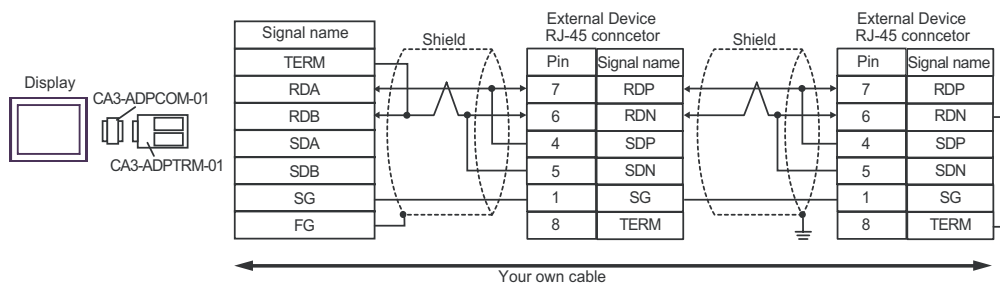 Display
CA3-ADPCOM-01
CA3-ADPTRM-01
Signal name
TERM
RDA
RDB
SDA
SDB
SG
FG
Shield
External Device
RJ-45 conncetor
Pin Signal name
7 RDP
6 RDN
4 SDP
5 SDN
1 SG
8 TERM
Shield
External Device
RJ-45 conncetor
Pin Signal name
7 RDP
6 RDN
4 SDP
5 SDN
1 SG
8 TERM
Your own cable